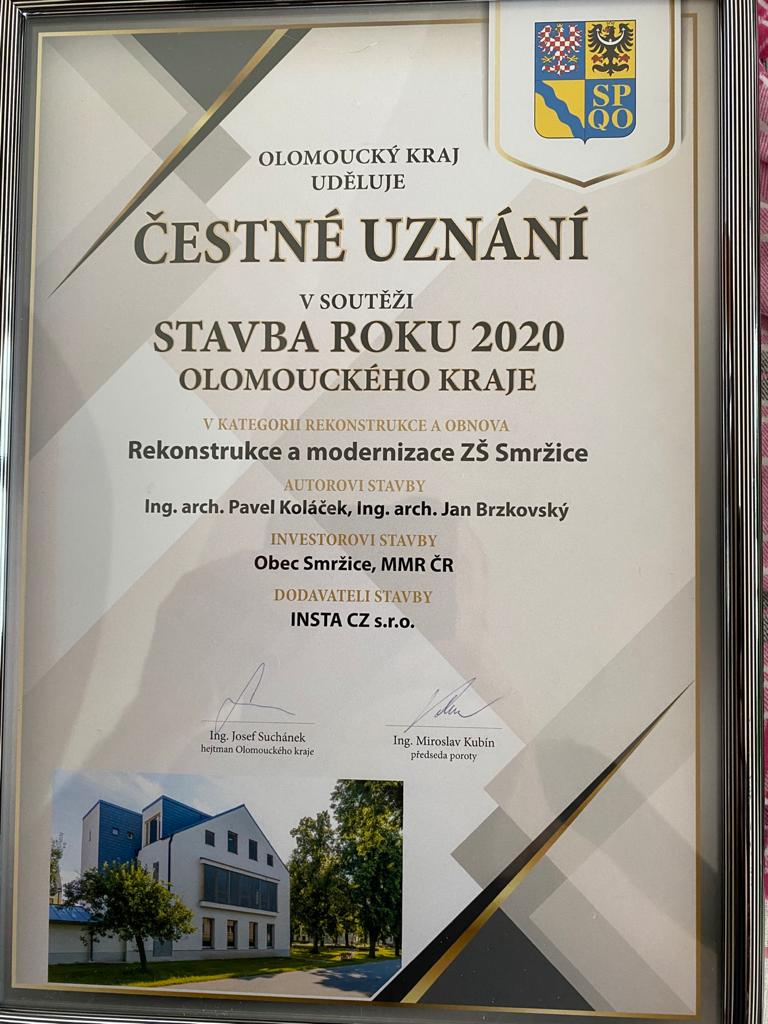 SP
QO
OLOMOUCKÝ KRAJ
UDĚLUJE
ČESTNÉ UZNÁNÍ
V SOUTĚŽI
STAVBA ROKU 2020
OLOMOUCKÉHO KRAJE
V KATEGORII REKONSTRUKCE A OBNOVA
Rekonstrukce a modernizace ZŠ Smržice
AUTOROVI STAVBY
Ing. arch. Pavel Koláček, Ing. arch. Jan Brzkovský
INVESTOROVI STAVBY
Obec Smržice, MMR ČR
DODAVATELI STAVBY
INSTA CZ s.r.o.
Ing. Josef Suchánek
hejtman Olomouckého kraje
Ing. Miroslav Kubín
předseda poroty